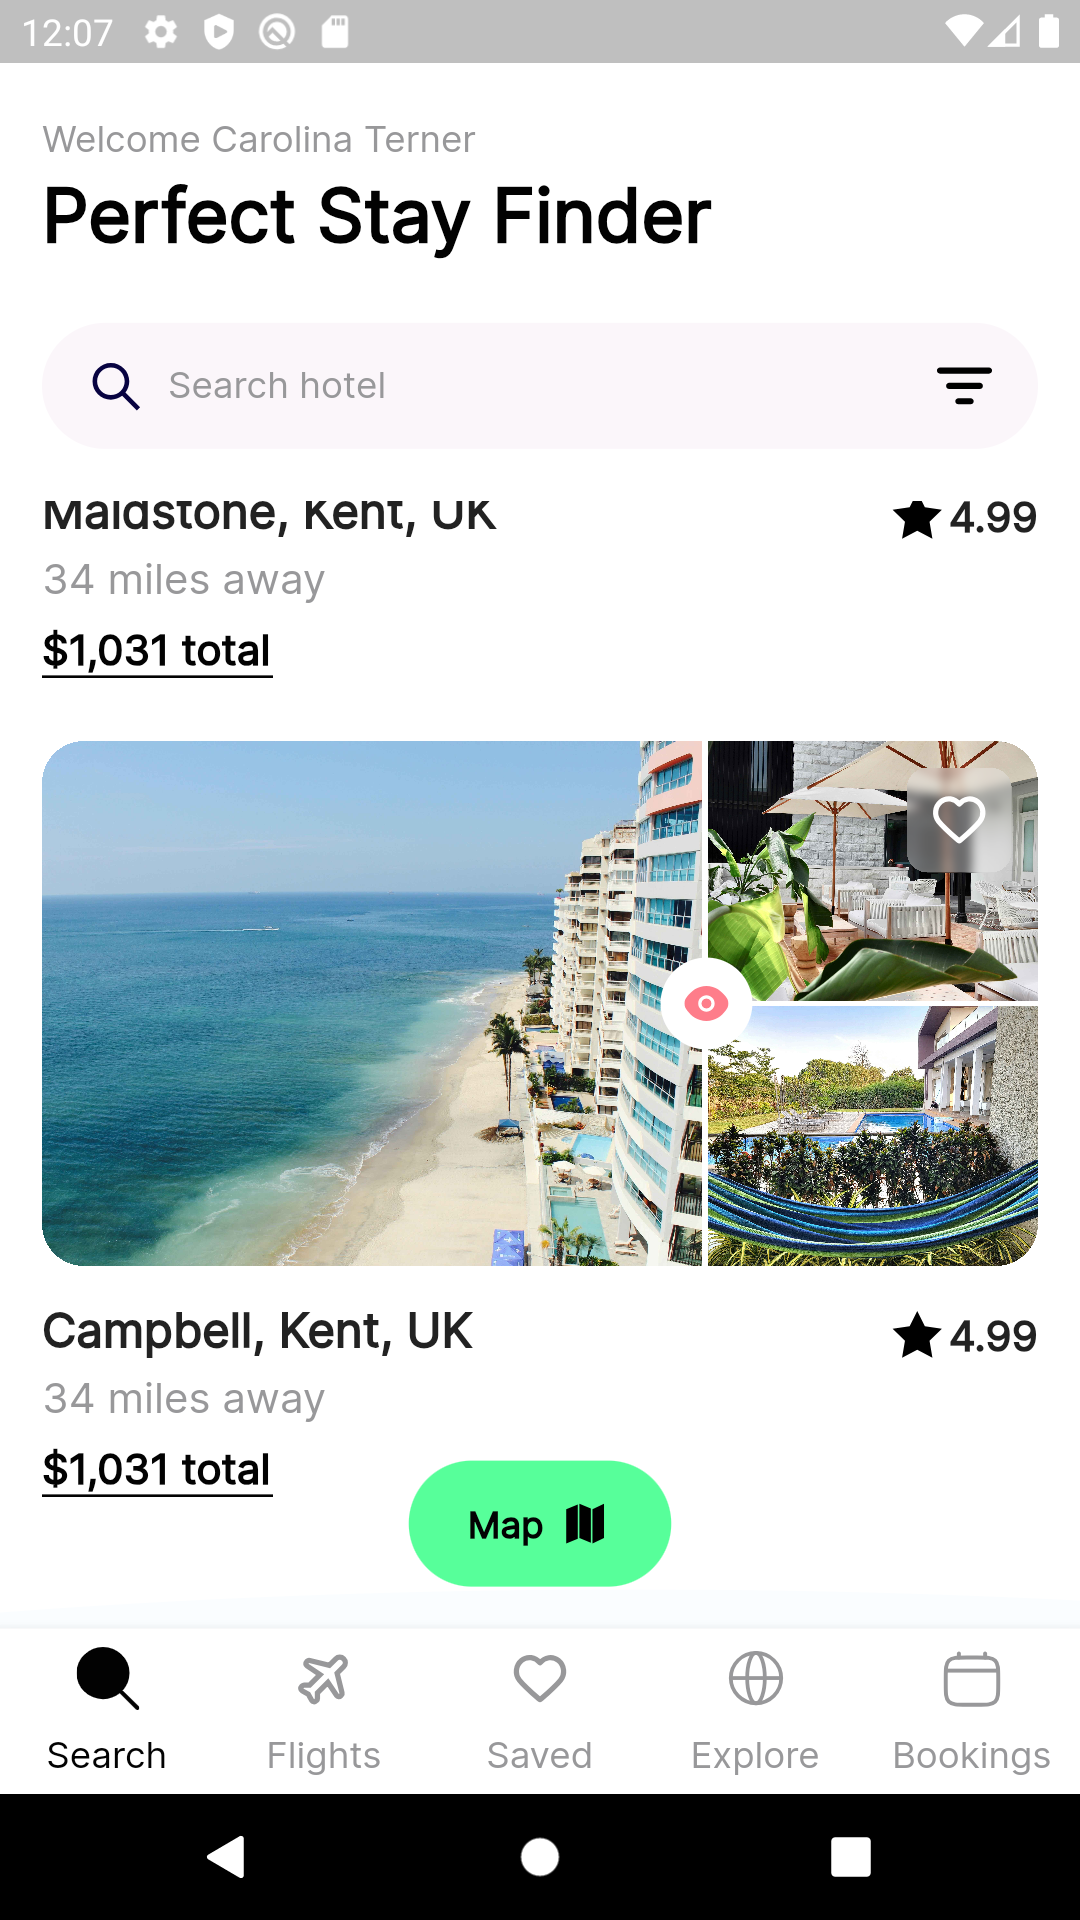 12:07
Welcome Carolina Terner
Perfect Stay Finder
Search hotel
Maidstone, Kent, UK
4.99
34 miles away
$1,031 total
Campbell, Kent, UK
4.99
34 miles away
$1,031 total
Map
Search
Flights
Saved
Explore
Bookings